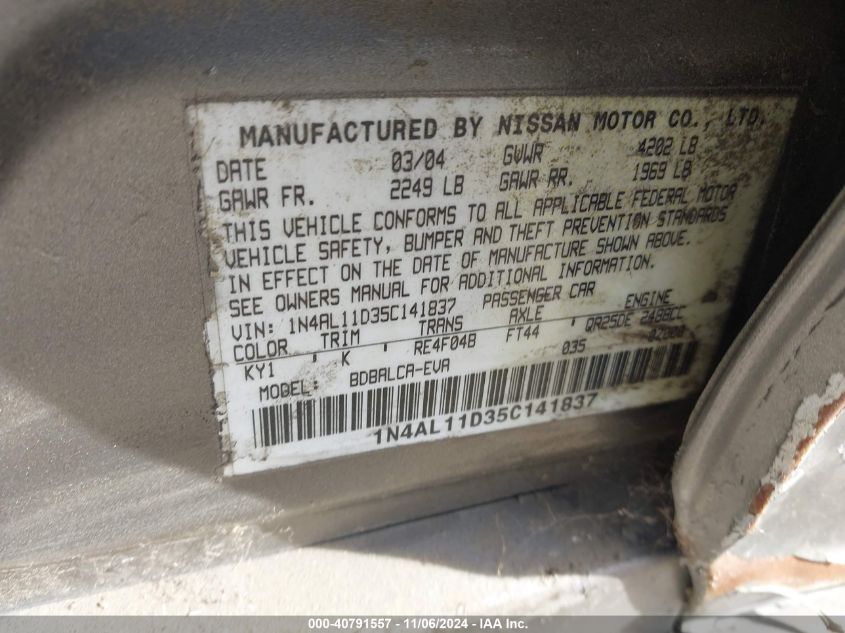 MANUFACTURED BY NISSAN MOTOR CO., LTD.
DATE 03/04 GVWR 4202 LB
GAWR FR. 2249 LB GAWR RR. 1969 LB
THIS VEHICLE CONFORMS TO ALL APPLICABLE FEDERAL MOTOR
VEHICLE SAFETY, BUMPER AND THEFT PREVENTION STANDARDS
IN EFFECT ON THE DATE OF MANUFACTURE SHOWN ABOVE.
SEE OWNERS MANUAL FOR ADDITIONAL INFORMATION.
VIN: 1N4AL11D35C141837 PASSENGER CAR
COLOR TRIM TRANS AXLE ENGINE
KY1 K RE4F04B FT44 QR25DE 2488CC
MODEL: BDBALCA-EVA 035
1N4AL11D35C141837
000-40791557 - 11/06/2024 - IAAI Inc.